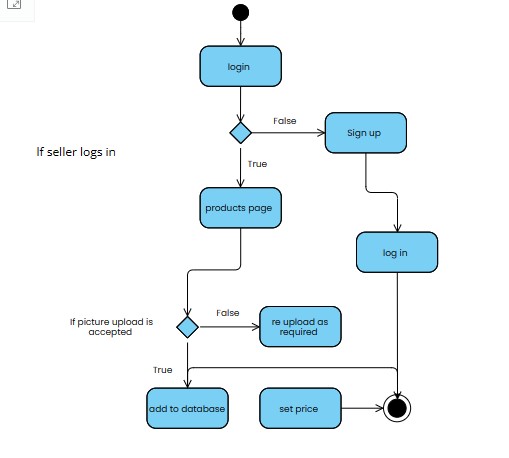 login
False
Sign up
If seller logs in
True
products page
log in
False
If picture upload is
accepted
re upload as
required
True
add to database
set price